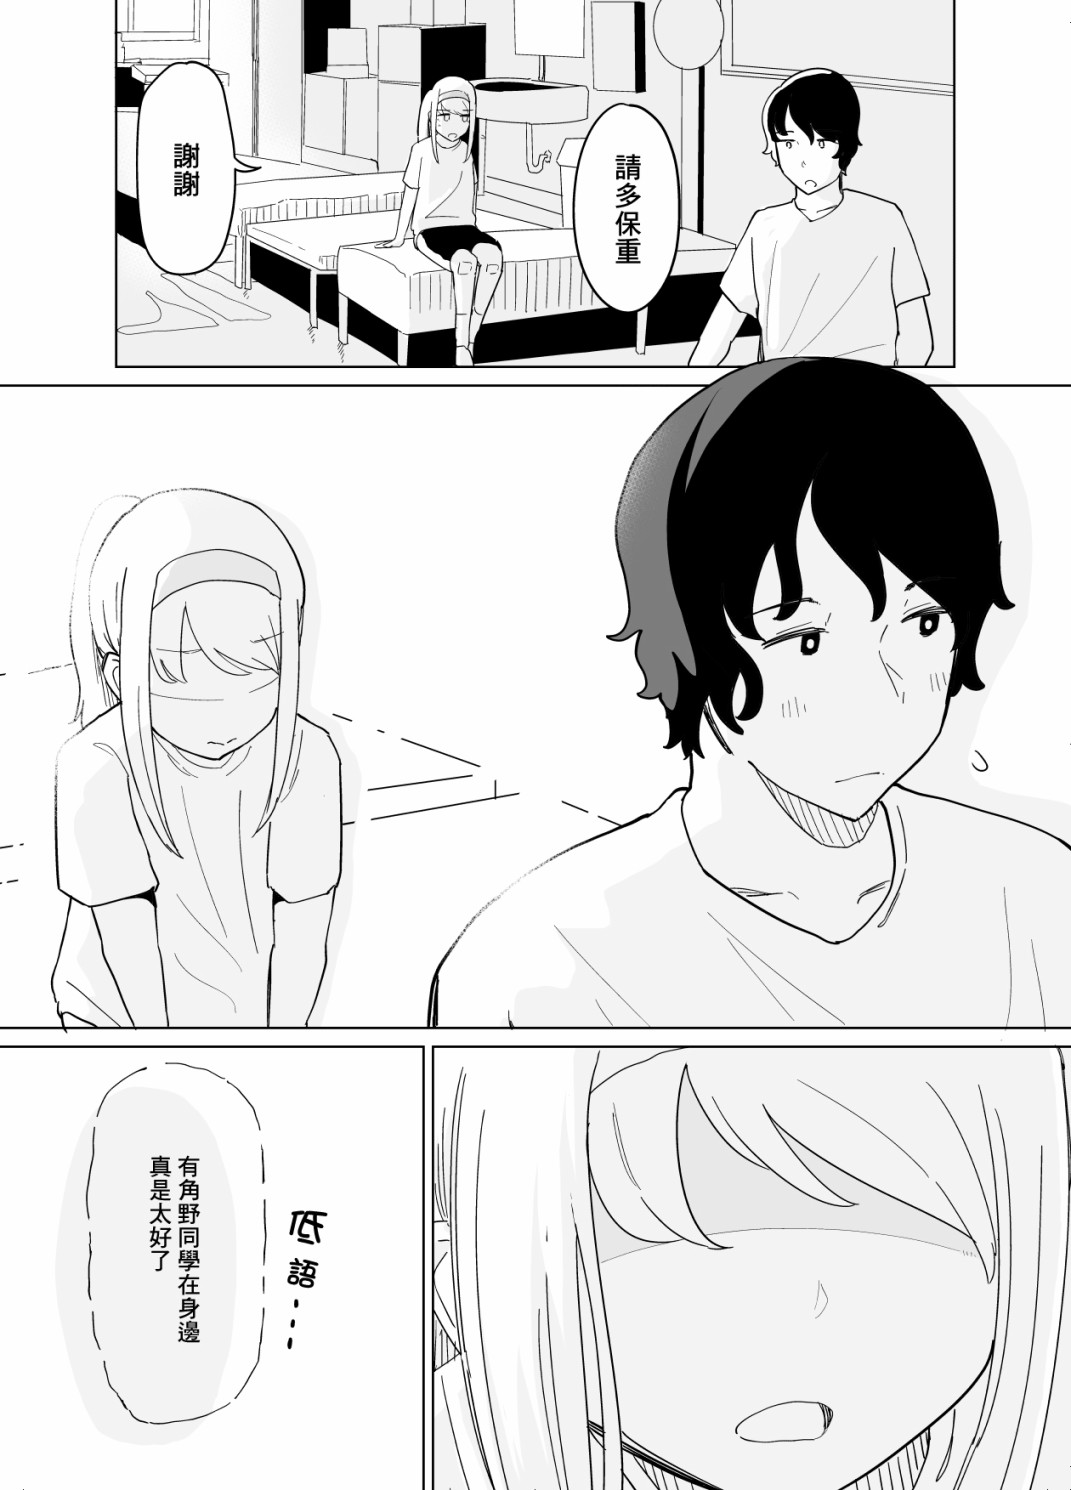 請多保重
謝謝
低語…
有角野同學在身邊
真是太好了